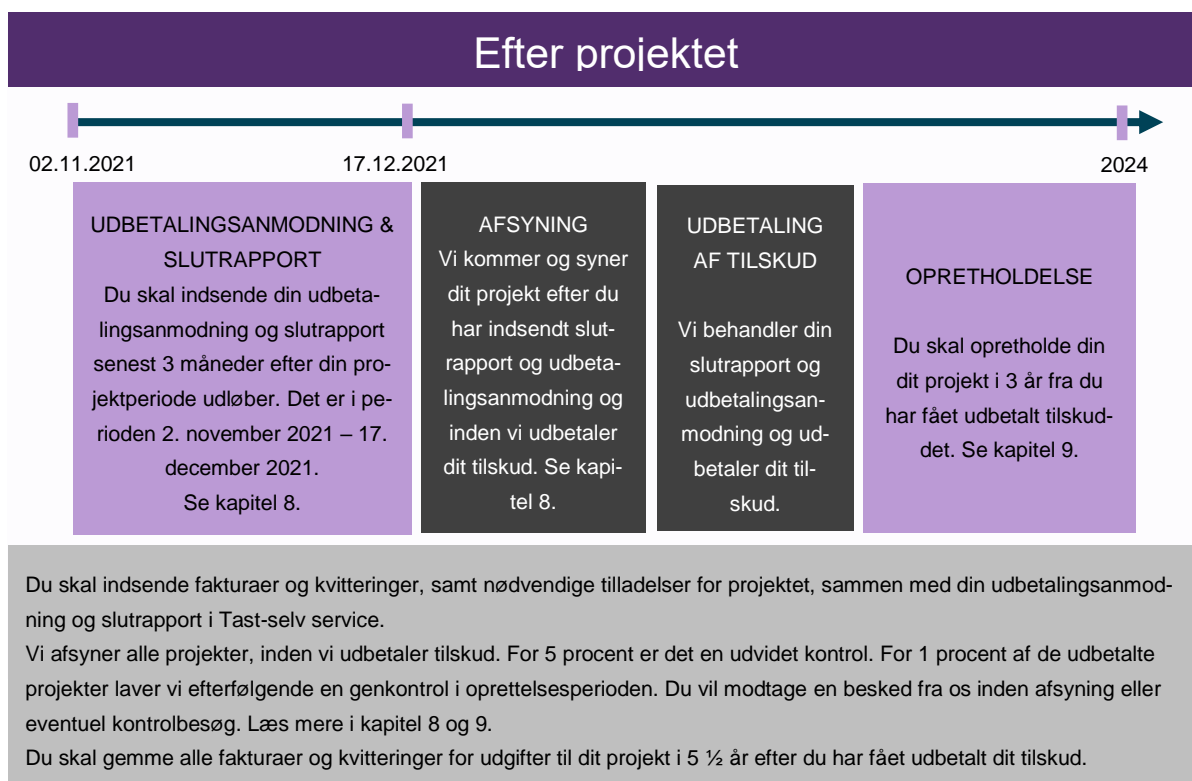 Efter projektet
02.11.2021
17.12.2021
2024
UDBETALINGSANMODNING &
SLUTRAPPORT
Du skal indsende din udbeta-
lingsanmodning og slutrapport
senest 3 måneder efter din pro-
jektperiode udløber. Det er i pe-
rioden 2. november 2021 – 17.
december 2021.
Se kapitel 8.
AFSYNING
Vi kommer og syner
dit projekt efter du
har indsendt slut-
rapport og udbeta-
lingsanmodning og
inden vi udbetaler
dit tilskud. Se kapi-
tel 8.
UDBETALING
AF TILSKUD
Vi behandler din
slutrapport og
udbetalingsan-
modning og ud-
betaler dit til-
skud.
OPRETHOLDELSE
Du skal opretholde din
dit projekt i 3 år fra du
har fået udbetalt tilskud-
det. Se kapitel 9.
Du skal indsende fakturaer og kvitteringer, samt nødvendige tilladelser for projektet, sammen med din udbetalingsanmod-
ning og slutrapport i Tast-selv service.
Vi afsyner alle projekter, inden vi udbetaler tilskud. For 5 procent er det en udvidet kontrol. For 1 procent af de udbetalte
projekter laver vi efterfølgende en genkontrol i oprettelsesperioden. Du vil modtage en besked fra os inden afsyning eller
eventuel kontrolbesøg. Læs mere i kapitel 8 og 9.
Du skal gemme alle fakturaer og kvitteringer for udgifter til dit projekt i 5 ½ år efter du har fået udbetalt dit tilskud.